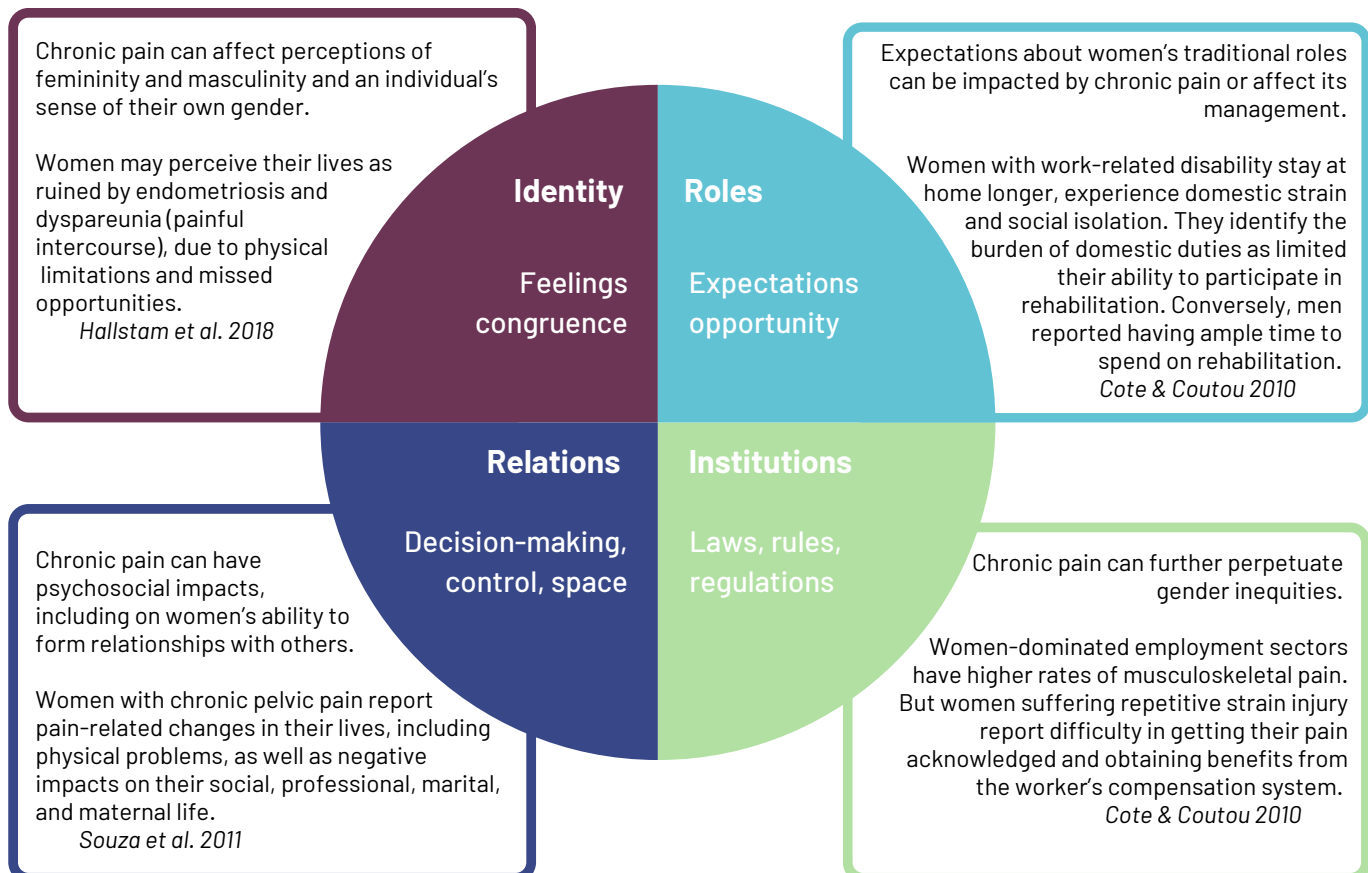 Chronic pain can affect perceptions of
femininity and masculinity and an individual's
sense of their own gender.
Women may perceive their lives as
ruined by endometriosis and
dyspareunia (painful
intercourse), due to physical
limitations and missed
opportunities.
Hallstam et al. 2018
Identity
Feelings
congruence
Roles
Expectations
opportunity
Expectations about women's traditional roles
can be impacted by chronic pain or affect its
management.
Women with work-related disability stay at
home longer, experience domestic strain
and social isolation. They identify the
burden of domestic duties as limited
their ability to participate in
rehabilitation. Conversely, men
reported having ample time to
spend on rehabilitation.
Cote & Coutou 2010
Chronic pain can have
psychosocial impacts,
including on women's ability to
form relationships with others.
Women with chronic pelvic pain report
pain-related changes in their lives, including
physical problems, as well as negative
impacts on their social, professional, marital,
and maternal life.
Souza et al. 2011
Relations
Decision-making,
control, space
Institutions
Laws, rules,
regulations
Chronic pain can further perpetuate
gender inequities.
Women-dominated employment sectors
have higher rates of musculoskeletal pain.
But women suffering repetitive strain injury
report difficulty in getting their pain
acknowledged and obtaining benefits from
the worker's compensation system.
Cote & Coutou 2010